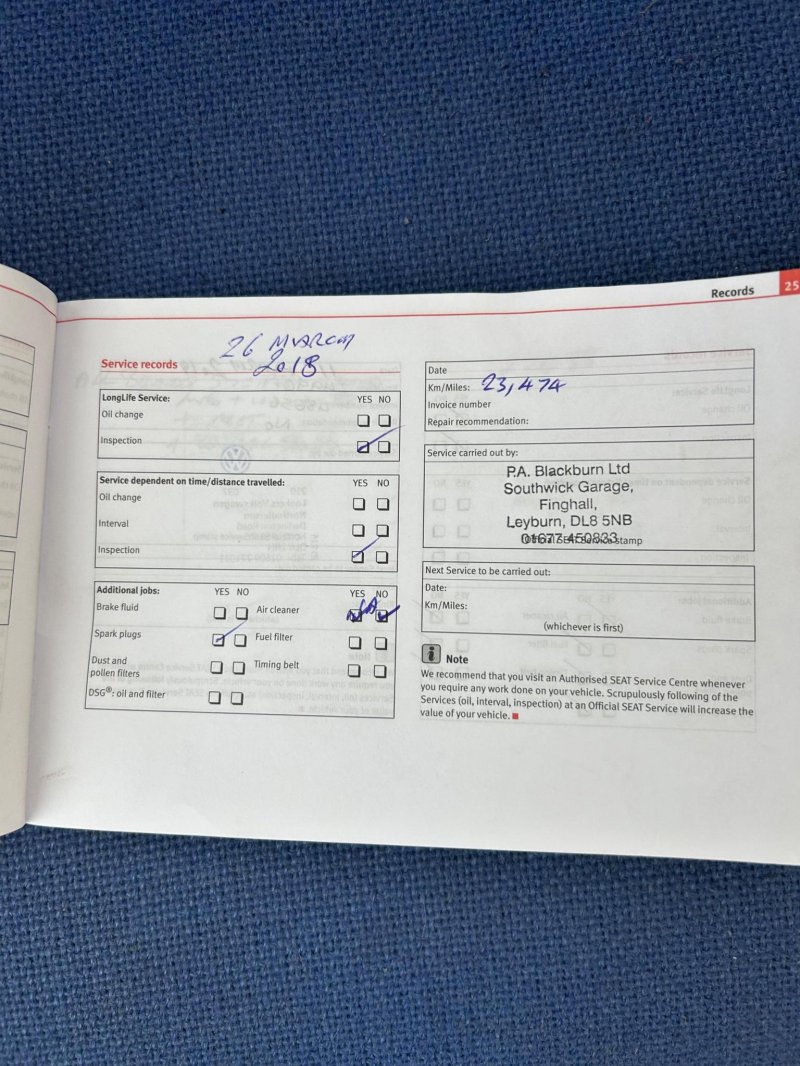 Records 25
26 MARCH
2018
Service records
LongLife Service: YES NO
Oil change
Inspection
Service dependent on time/distance travelled: YES NO
Oil change
Interval
Inspection
Additional jobs: YES NO YES NO
Brake fluid Air cleaner
Spark plugs Fuel filter
Dust and
pollen filters Timing belt
DSG®: oil and filter
Date
Km/Miles: 23,474
Invoice number
Repair recommendation:
Service carried out by:
P.A. Blackburn Ltd
Southwick Garage,
Finghall,
Leyburn, DL8 5NB
01677 450833
Official SEAT Service stamp
Next Service to be carried out:
Date:
Km/Miles:
(whichever is first)
i Note
We recommend that you visit an Authorised SEAT Service Centre whenever
you require any work done on your vehicle. Scrupulously following of the
Services (oil, interval, inspection) at an Official SEAT Service will increase the
value of your vehicle.